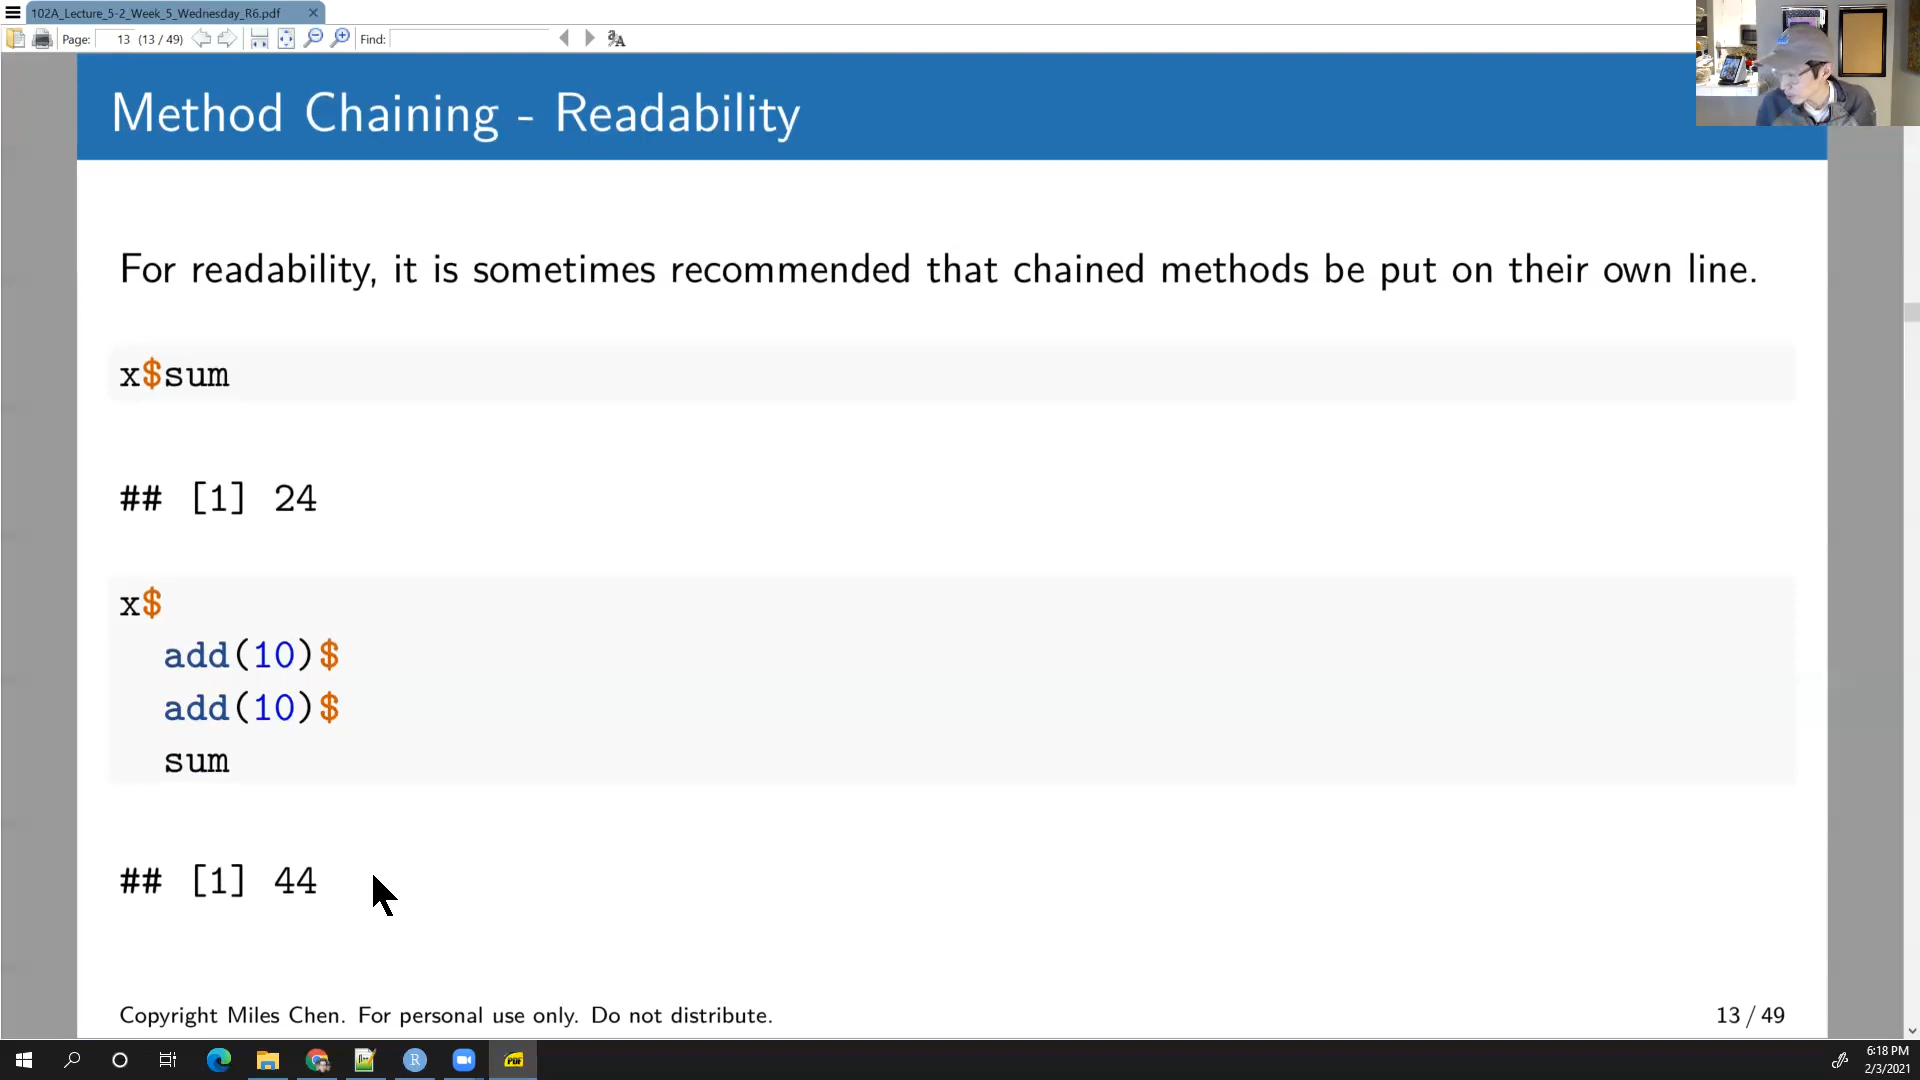 102A_Lecture_5-2_Week_5_Wednesday_R6.pdf
Page: 13 (13 / 49) Find:
Method Chaining - Readability
For readability, it is sometimes recommended that chained methods be put on their own line.
x$sum
## [1] 24
x$
add(10)$
add(10)$
sum
## [1] 44
Copyright Miles Chen. For personal use only. Do not distribute.
13 / 49
6:18 PM
2/3/2021